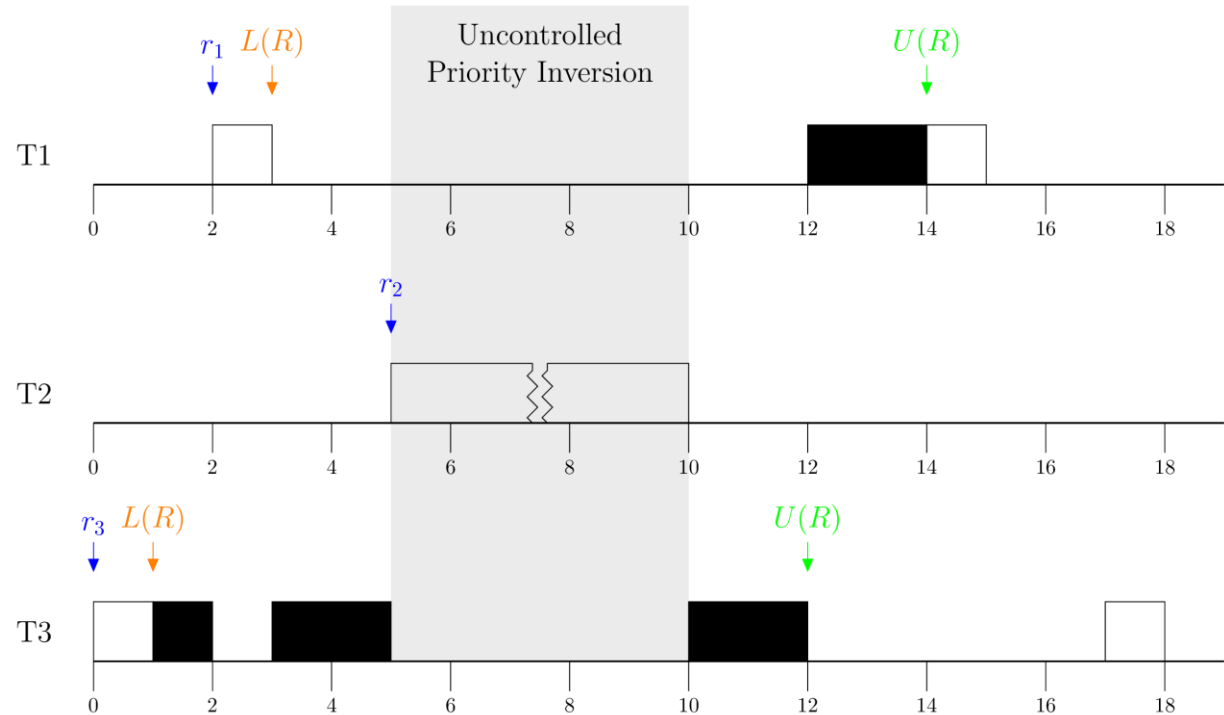 Uncontrolled
Priority Inversion
r₁ L(R) U(R)
T1
0 2 4 6 8 10 12 14 16 18
r₂
T2
0 2 4 6 8 10 12 14 16 18
r₃ L(R) U(R)
T3
0 2 4 6 8 10 12 14 16 18